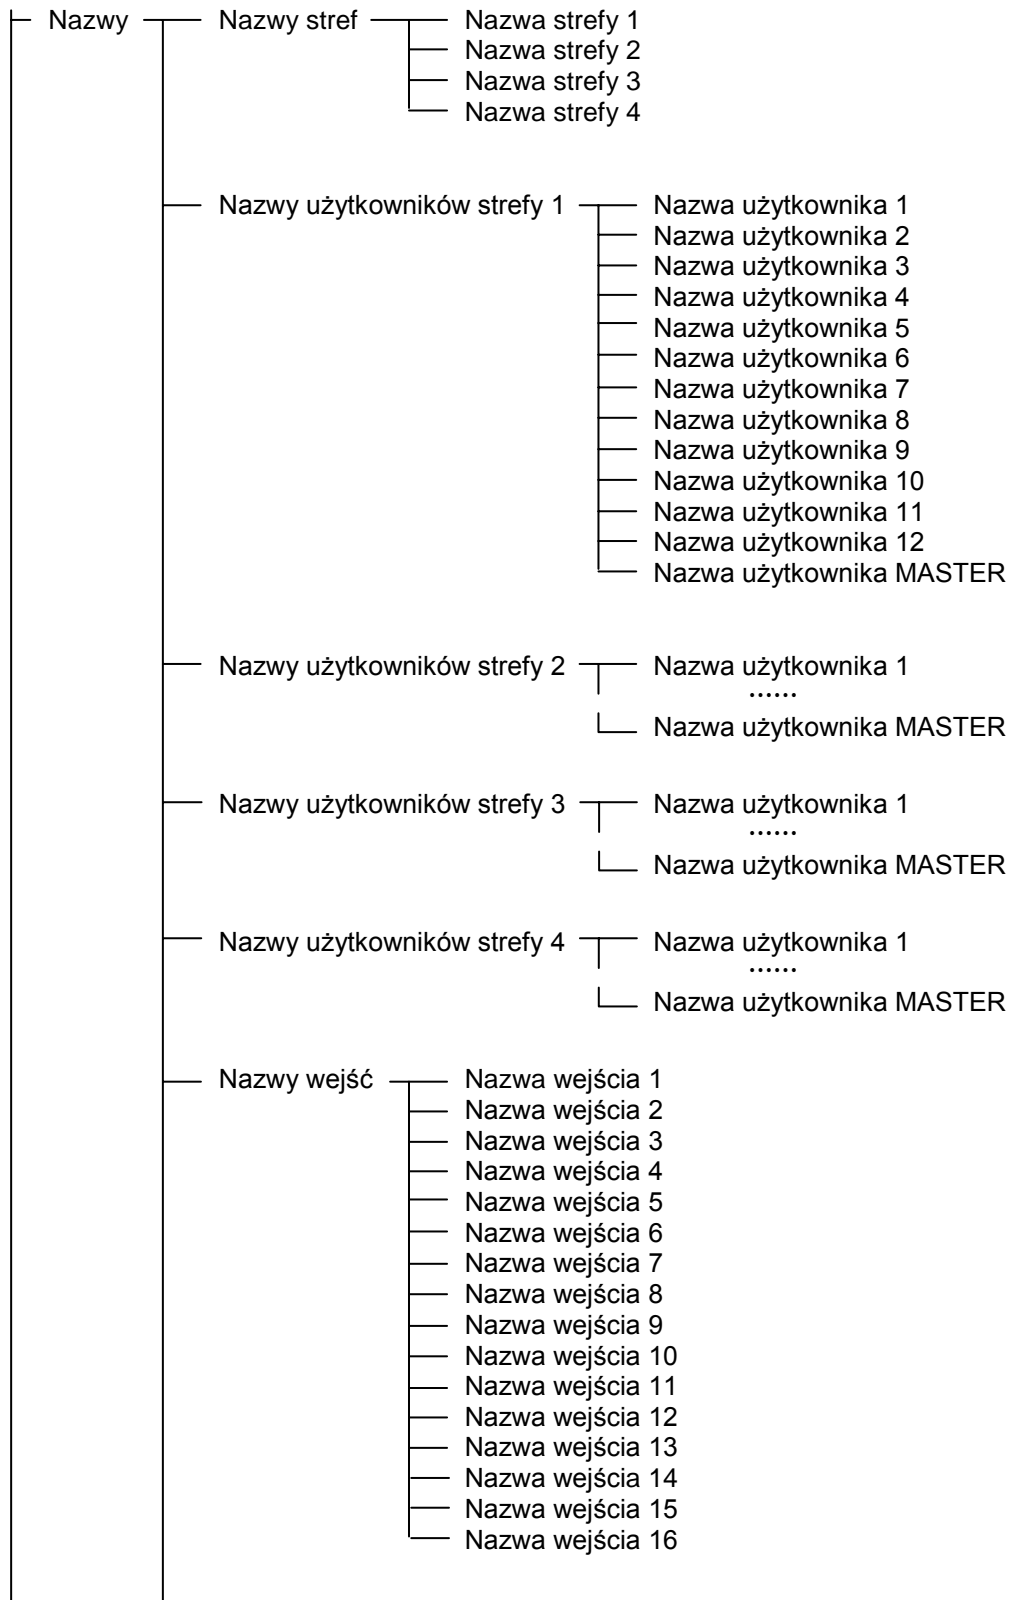 Nazwy Nazwy stref Nazwa strefy 1
Nazwa strefy 2
Nazwa strefy 3
Nazwa strefy 4
Nazwy użytkowników strefy 1 Nazwa użytkownika 1
Nazwa użytkownika 2
Nazwa użytkownika 3
Nazwa użytkownika 4
Nazwa użytkownika 5
Nazwa użytkownika 6
Nazwa użytkownika 7
Nazwa użytkownika 8
Nazwa użytkownika 9
Nazwa użytkownika 10
Nazwa użytkownika 11
Nazwa użytkownika 12
Nazwa użytkownika MASTER
Nazwy użytkowników strefy 2 Nazwa użytkownika 1
......
Nazwa użytkownika MASTER
Nazwy użytkowników strefy 3 Nazwa użytkownika 1
......
Nazwa użytkownika MASTER
Nazwy użytkowników strefy 4 Nazwa użytkownika 1
......
Nazwa użytkownika MASTER
Nazwy wejść Nazwa wejścia 1
Nazwa wejścia 2
Nazwa wejścia 3
Nazwa wejścia 4
Nazwa wejścia 5
Nazwa wejścia 6
Nazwa wejścia 7
Nazwa wejścia 8
Nazwa wejścia 9
Nazwa wejścia 10
Nazwa wejścia 11
Nazwa wejścia 12
Nazwa wejścia 13
Nazwa wejścia 14
Nazwa wejścia 15
Nazwa wejścia 16